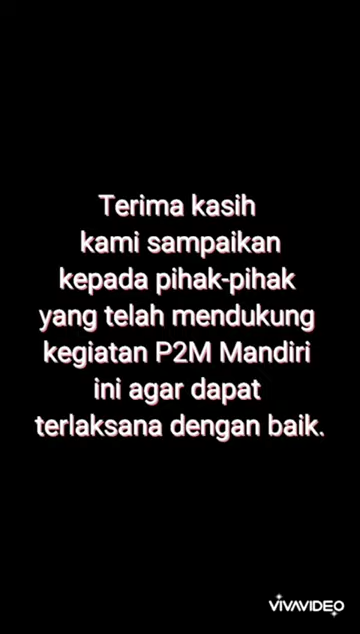 Terima kasih
kami sampaikan
kepada pihak-pihak
yang telah mendukung
kegiatan P2M Mandiri
ini agar dapat
terlaksana dengan baik.
VIVAVIDEO